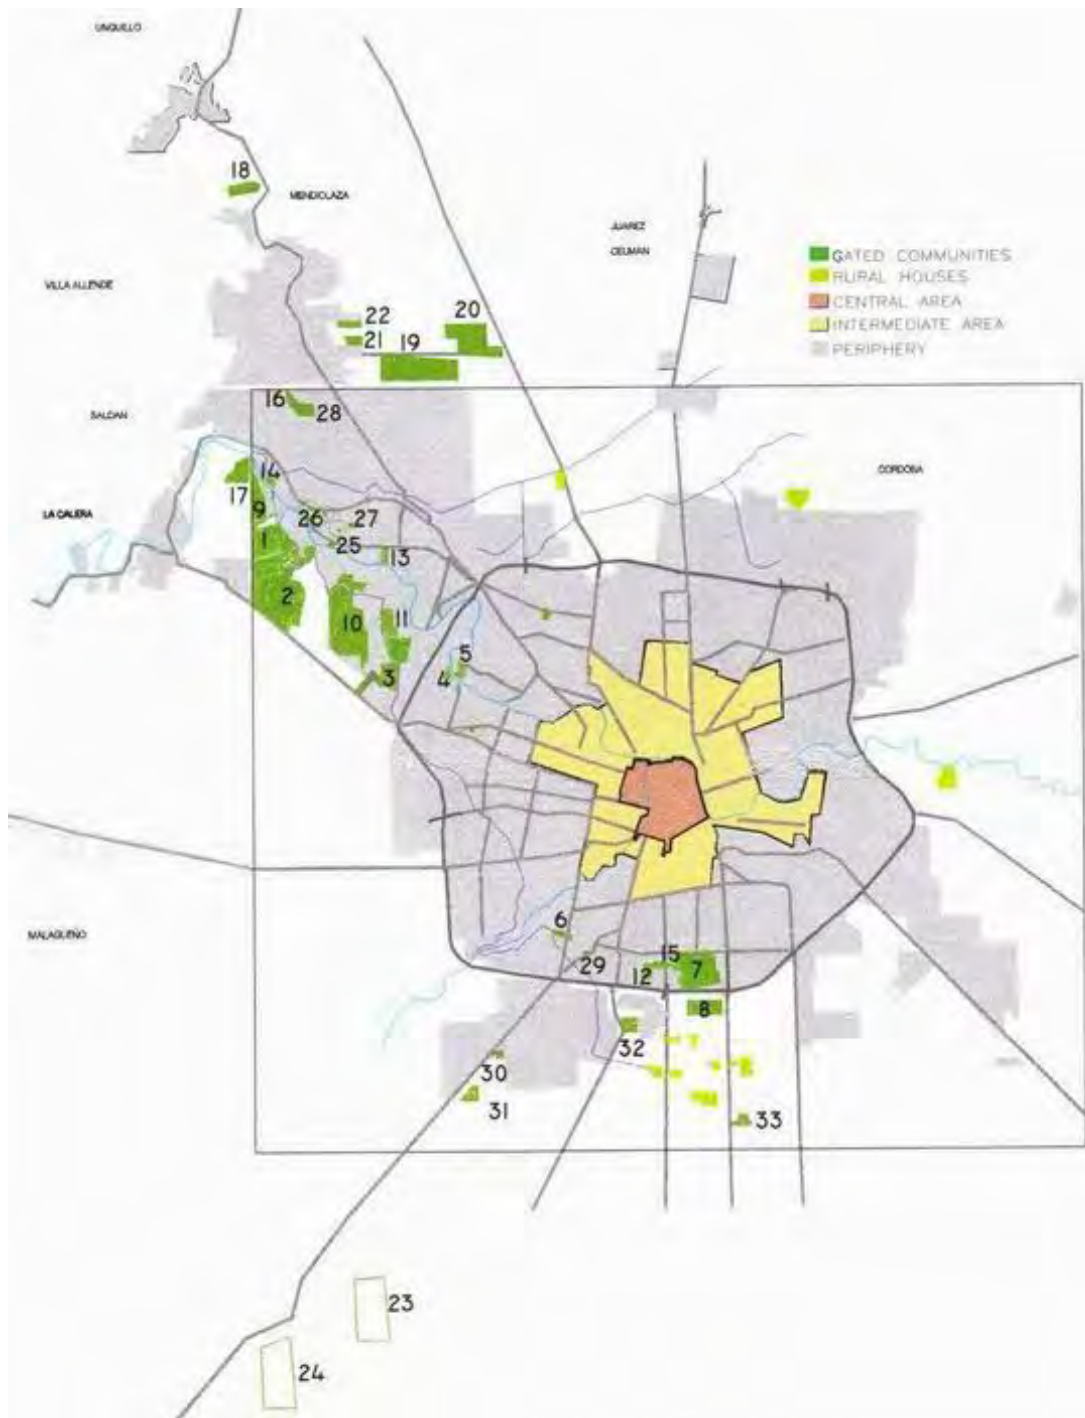 UNQUILLO
18
MENDIOLAZA
JUAREZ
CELMAN
GATED COMMUNITIES
RURAL HOUSES
CENTRAL AREA
INTERMEDIATE AREA
PERIPHERY
VILLA ALLENDE
22
20
21
19
16
28
SALDAN
CORDOBA
14
17
LA CALERA
9
26
27
1
25
13
2
10
11
5
3
4
6
MALAGUEÑO
29
15
12
7
8
32
30
31
33
23
24